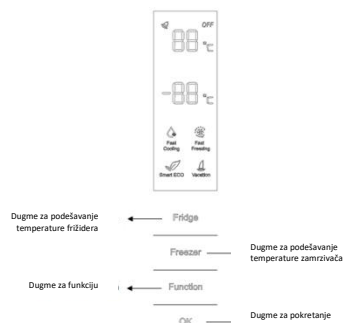 OFF
88 °C
-88 °C
Fast Fast
Cooling Freezing
Smart ECO Vacation
Dugme za podešavanje
temperature frižidera
Fridge
Freezer
Dugme za podešavanje
temperature zamrzivača
Dugme za funkciju
Function
OK
Dugme za pokretanje